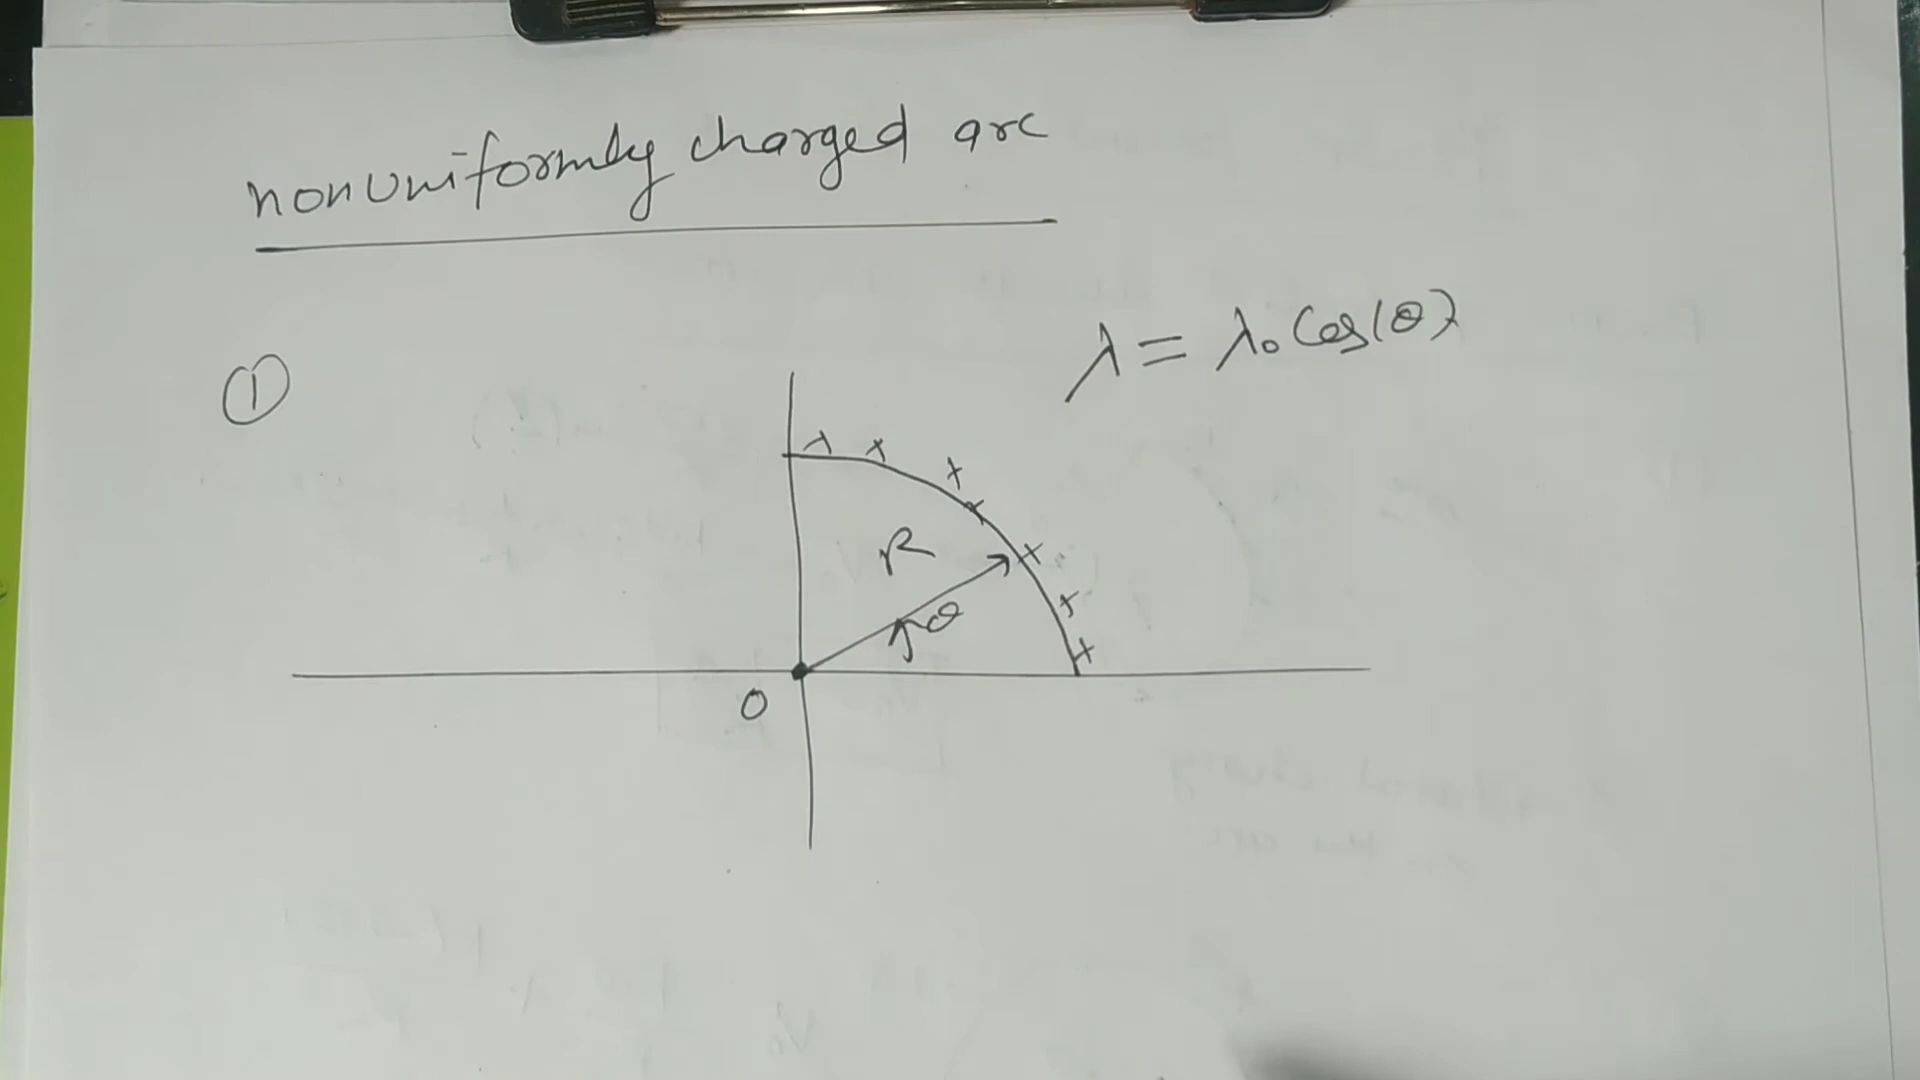 nonuniformly charged arc
λ = λ₀ Cos(θ)
①
λ
R
θ
O